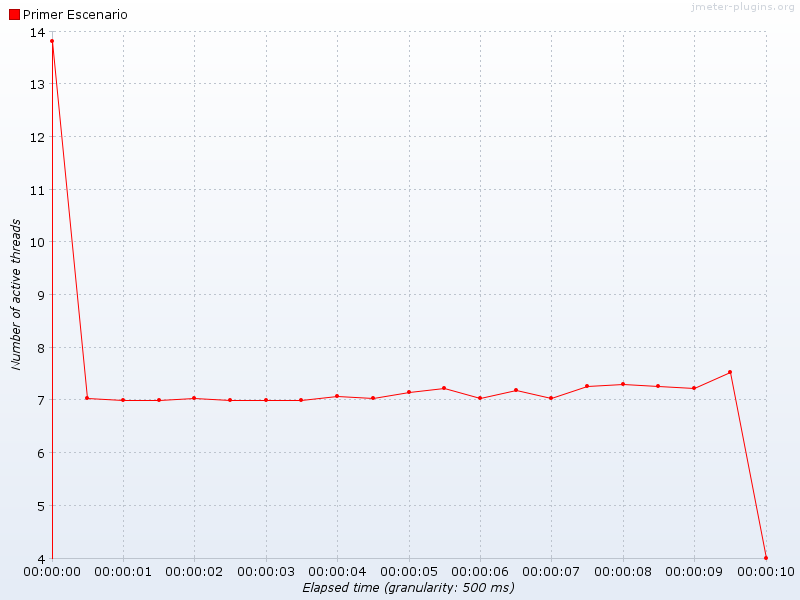 jmeter-plugins.org
Primer Escenario
14
13
12
11
10
9
8
7
6
5
4
Number of active threads
00:00:00 00:00:01 00:00:02 00:00:03 00:00:04 00:00:05 00:00:06 00:00:07 00:00:08 00:00:09 00:00:10
Elapsed time (granularity: 500 ms)